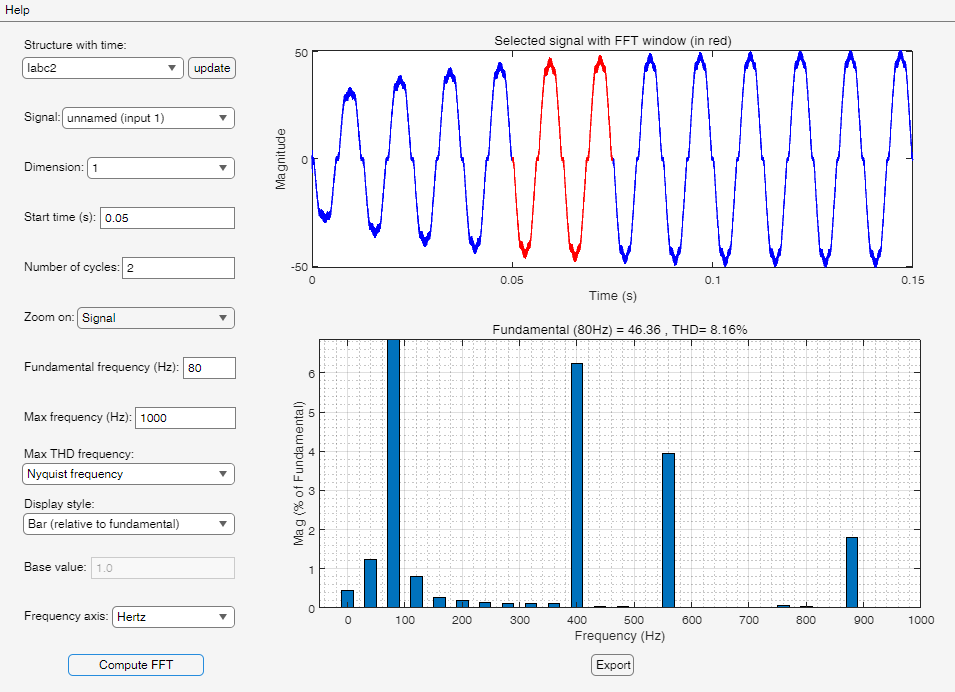 Help
Structure with time:
Iabc2
update
Signal: unnamed (input 1)
Dimension: 1
Start time (s): 0.05
Number of cycles: 2
Zoom on: Signal
Fundamental frequency (Hz): 80
Max frequency (Hz): 1000
Max THD frequency:
Nyquist frequency
Display style:
Bar (relative to fundamental)
Base value: 1.0
Frequency axis: Hertz
Compute FFT
Selected signal with FFT window (in red)
Magnitude
50
0
-50
0 0.05 0.1 0.15
Time (s)
Fundamental (80Hz) = 46.36 , THD= 8.16%
Mag (% of Fundamental)
6
5
4
3
2
1
0
0 100 200 300 400 500 600 700 800 900 1000
Frequency (Hz)
Export